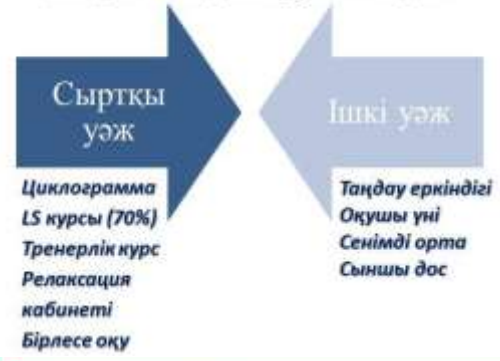 Сыртқы
уәж
Ішкі уәж
Циклограмма
LS курсы (70%)
Тренерлік курс
Релаксация
кабинеті
Бірлесе оқу
Таңдау еркіндігі
Оқушы үні
Сенімді орта
Сыншы дос